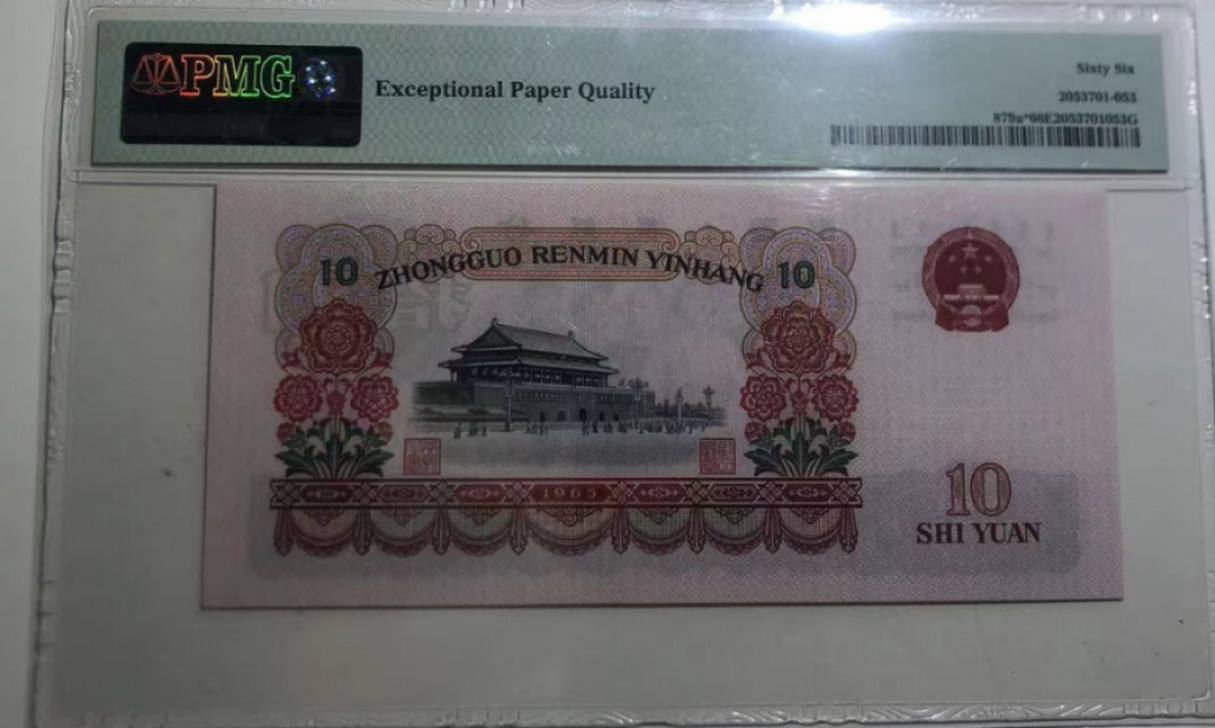 PMG
Exceptional Paper Quality
Sixty Six
2053701-053
879a*66E2053701053G
10 ZHONGGUO RENMIN YINHANG 10
1965
10
SHI YUAN